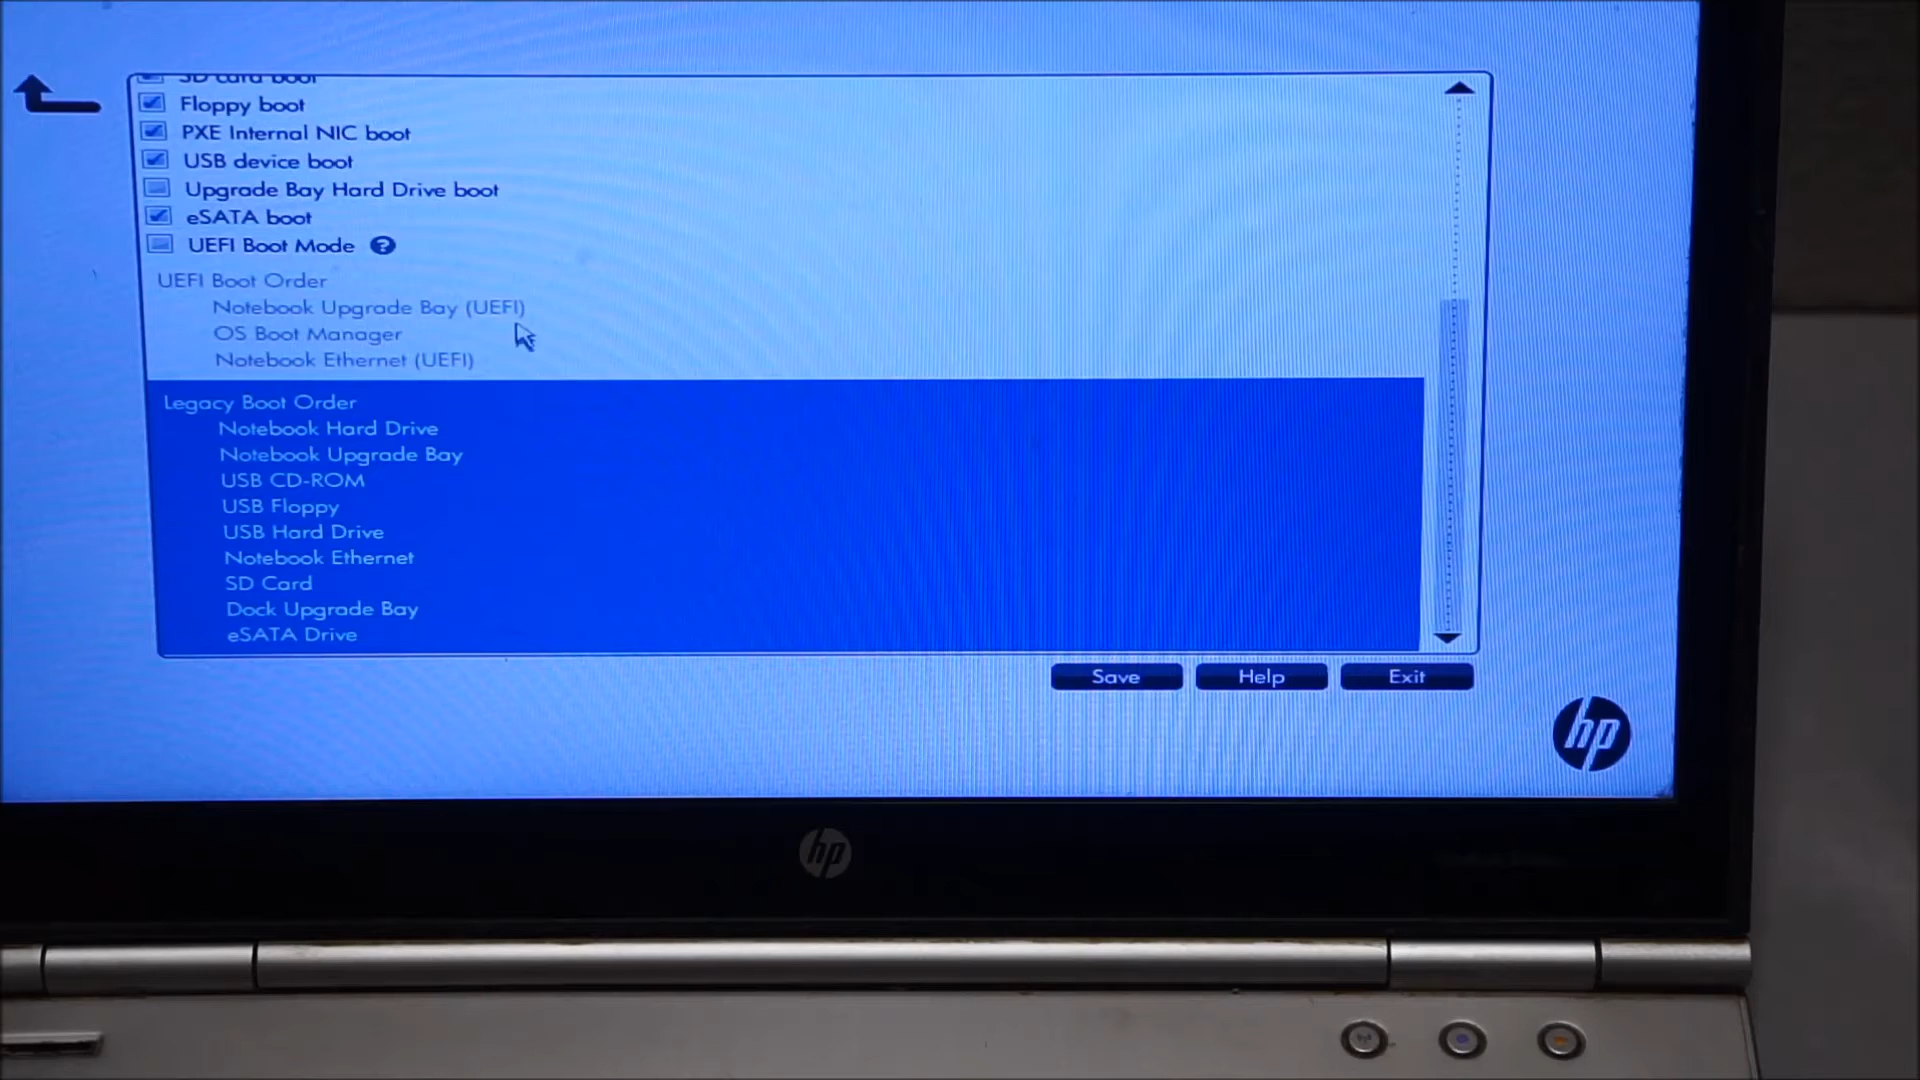 SD card boot
Floppy boot
PXE Internal NIC boot
USB device boot
Upgrade Bay Hard Drive boot
eSATA boot
UEFI Boot Mode ?
UEFI Boot Order
Notebook Upgrade Bay (UEFI)
OS Boot Manager
Notebook Ethernet (UEFI)
Legacy Boot Order
Notebook Hard Drive
Notebook Upgrade Bay
USB CD-ROM
USB Floppy
USB Hard Drive
Notebook Ethernet
SD Card
Dock Upgrade Bay
eSATA Drive
Save Help Exit
hp
hp